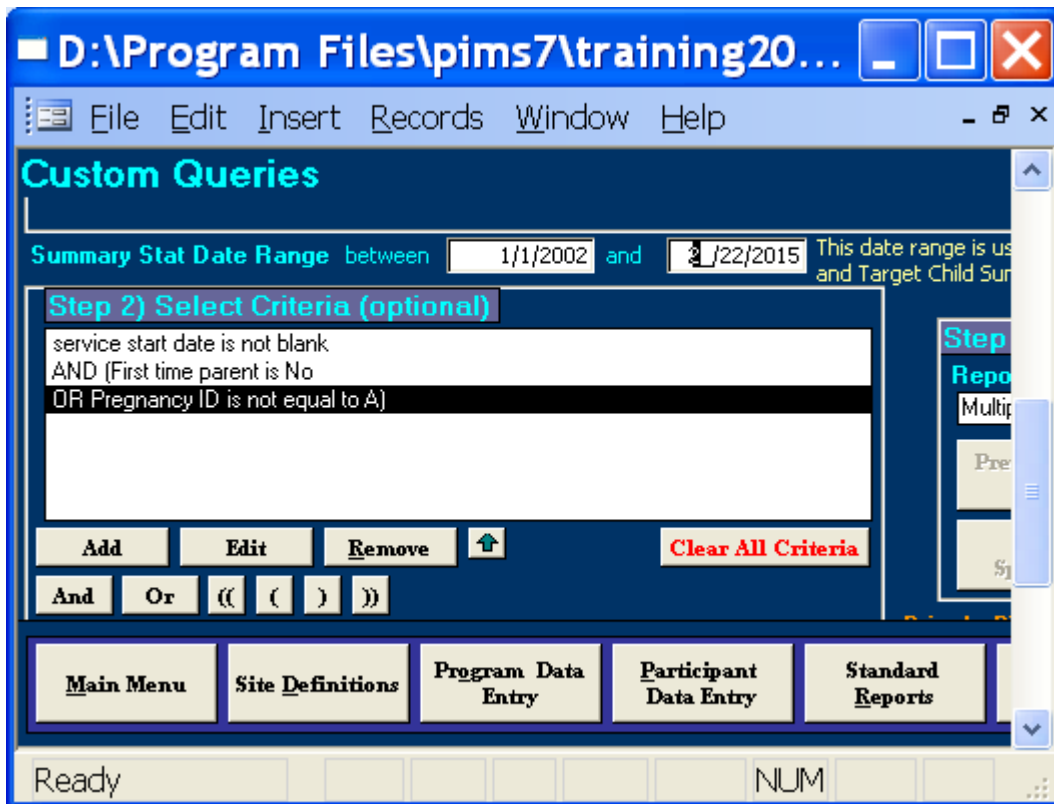 D:\Program Files\pims7\training20...
File Edit Insert Records Window Help
Custom Queries
Summary Stat Date Range between 1/1/2002 and 2 /22/2015 This date range is us
and Target Child Sur
Step 2) Select Criteria (optional)
service start date is not blank
AND (First time parent is No
OR Pregnancy ID is not equal to A)
Step
Repo
Multip
Pre
Sp
Add Edit Remove Clear All Criteria
And Or (( ( ) ))
Main Menu Site Definitions Program Data Entry Participant Data Entry Standard Reports
Ready NUM